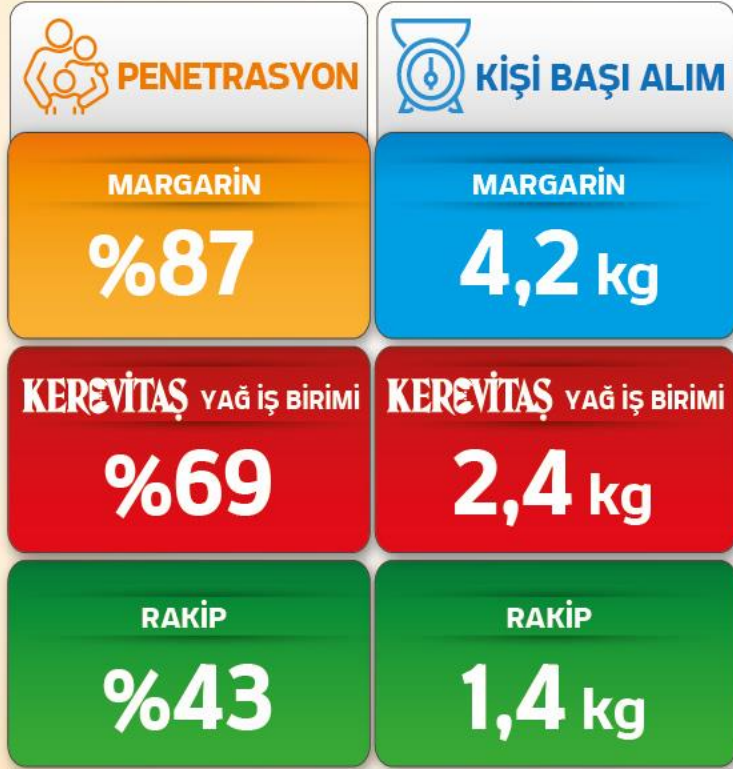 PENETRASYON
KİŞİ BAŞI ALIM
MARGARİN
%87
MARGARİN
4,2 kg
KEREVİTAŞ YAĞ İŞ BİRİMİ
%69
KEREVİTAŞ YAĞ İŞ BİRİMİ
2,4 kg
RAKİP
%43
RAKİP
1,4 kg